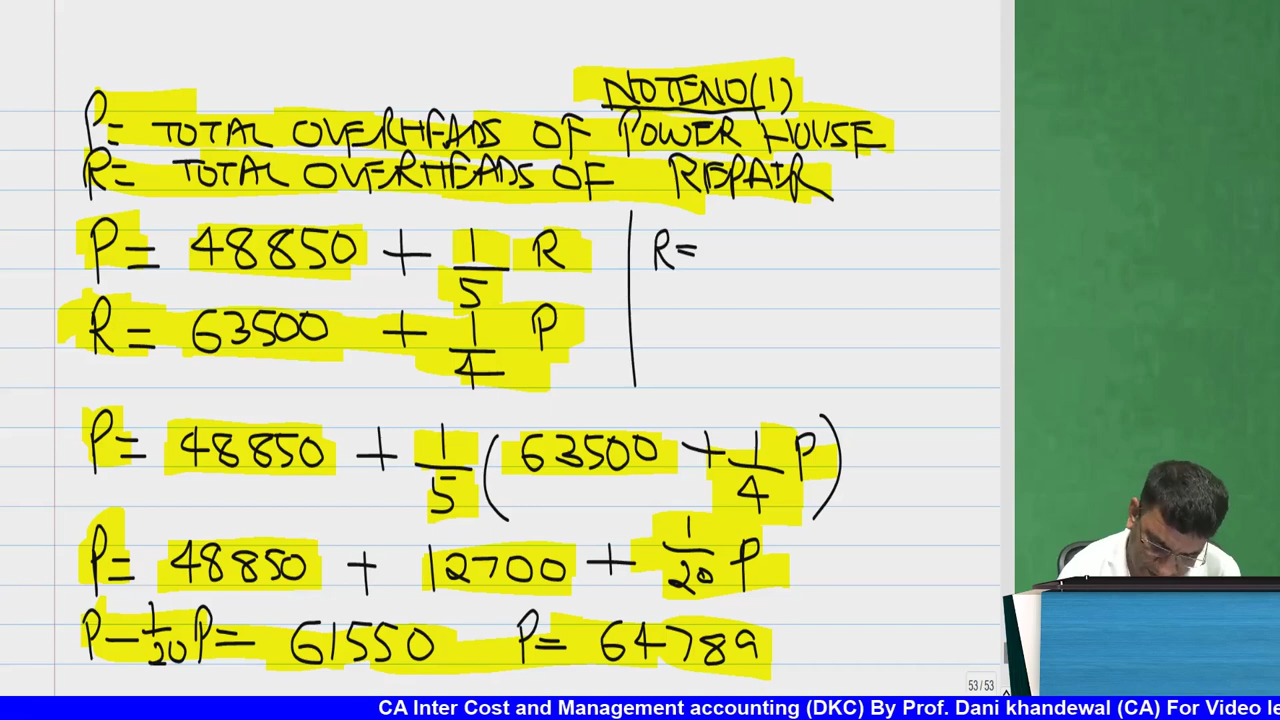 NOTENO(1)
P= TOTAL OVERHEADS OF POWER HOUSE
R= TOTAL OVERHEADS OF REPAIR
P= 48850 + 1/5 R
R=
R= 63500 + 1/4 P
P= 48850 + 1/5 (63500 + 1/4 P)
P= 48850 + 12700 + 1/20 P
P - 1/20 P = 61550 P= 64789
53/53
CA Inter Cost and Management accounting (DKC) By Prof. Dani khandewal (CA) For Video le